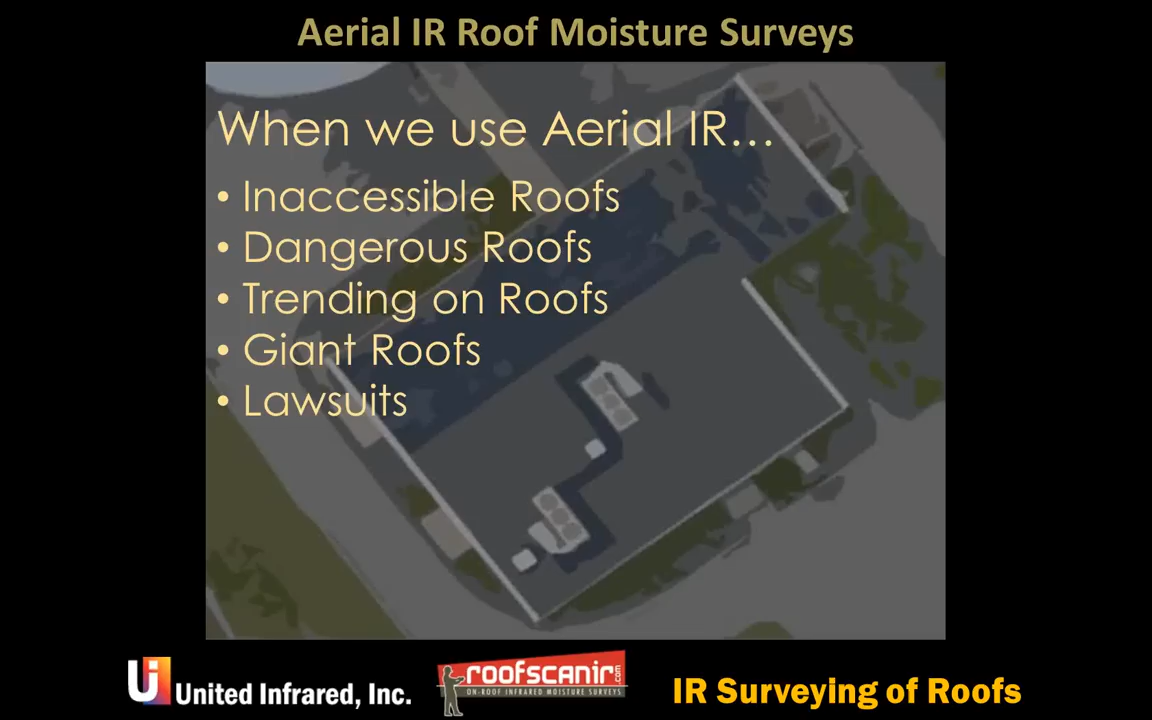 Aerial IR Roof Moisture Surveys
When we use Aerial IR...
• Inaccessible Roofs
• Dangerous Roofs
• Trending on Roofs
• Giant Roofs
• Lawsuits
Ui United Infrared, Inc.
roofscanir.com
ON-ROOF INFRARED MOISTURE SURVEYS
IR Surveying of Roofs